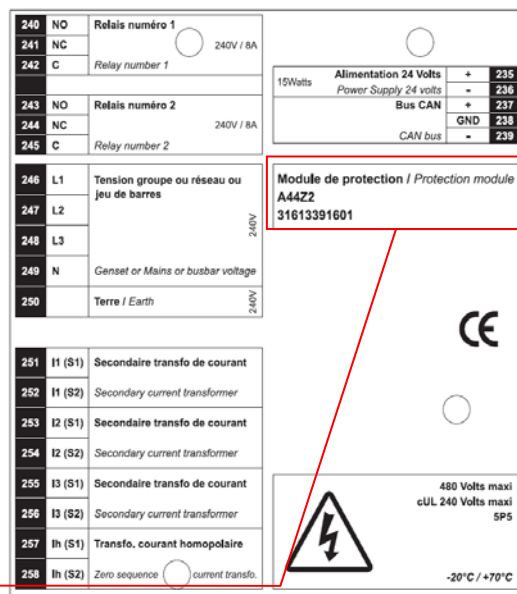 240 NO Relais numéro 1
241 NC 240V / 8A
242 C Relay number 1
243 NO Relais numéro 2
244 NC 240V / 8A
245 C Relay number 2
246 L1 Tension groupe ou réseau ou
jeu de barres
247 L2
240V
248 L3
249 N Genset or Mains or busbar voltage
250 Terre / Earth 240V
251 I1 (S1) Secondaire transfo de courant
252 I1 (S2) Secondary current transformer
253 I2 (S1) Secondaire transfo de courant
254 I2 (S2) Secondary current transformer
255 I3 (S1) Secondaire transfo de courant
256 I3 (S2) Secondary current transformer
257 Ih (S1) Transfo. courant homopolaire
258 Ih (S2) Zero sequence current transfo.
15Watts
Alimentation 24 Volts + 235
Power Supply 24 volts - 236
Bus CAN + 237
GND 238
CAN bus - 239
Module de protection / Protection module
A44Z2
31613391601
CE
480 Volts maxi
cUL 240 Volts maxi
5P5
-20°C / +70°C